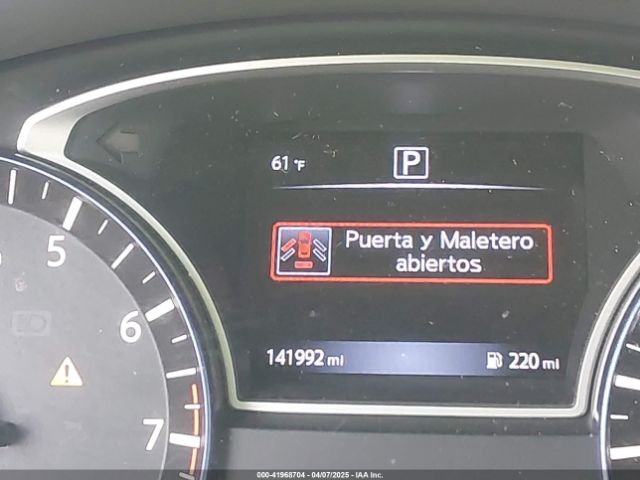 61 °F
P
Puerta y Maletero
abiertos
141992 mi
220 mi
5
6
7
000-41968704 - 04/07/2025 - IAA Inc.